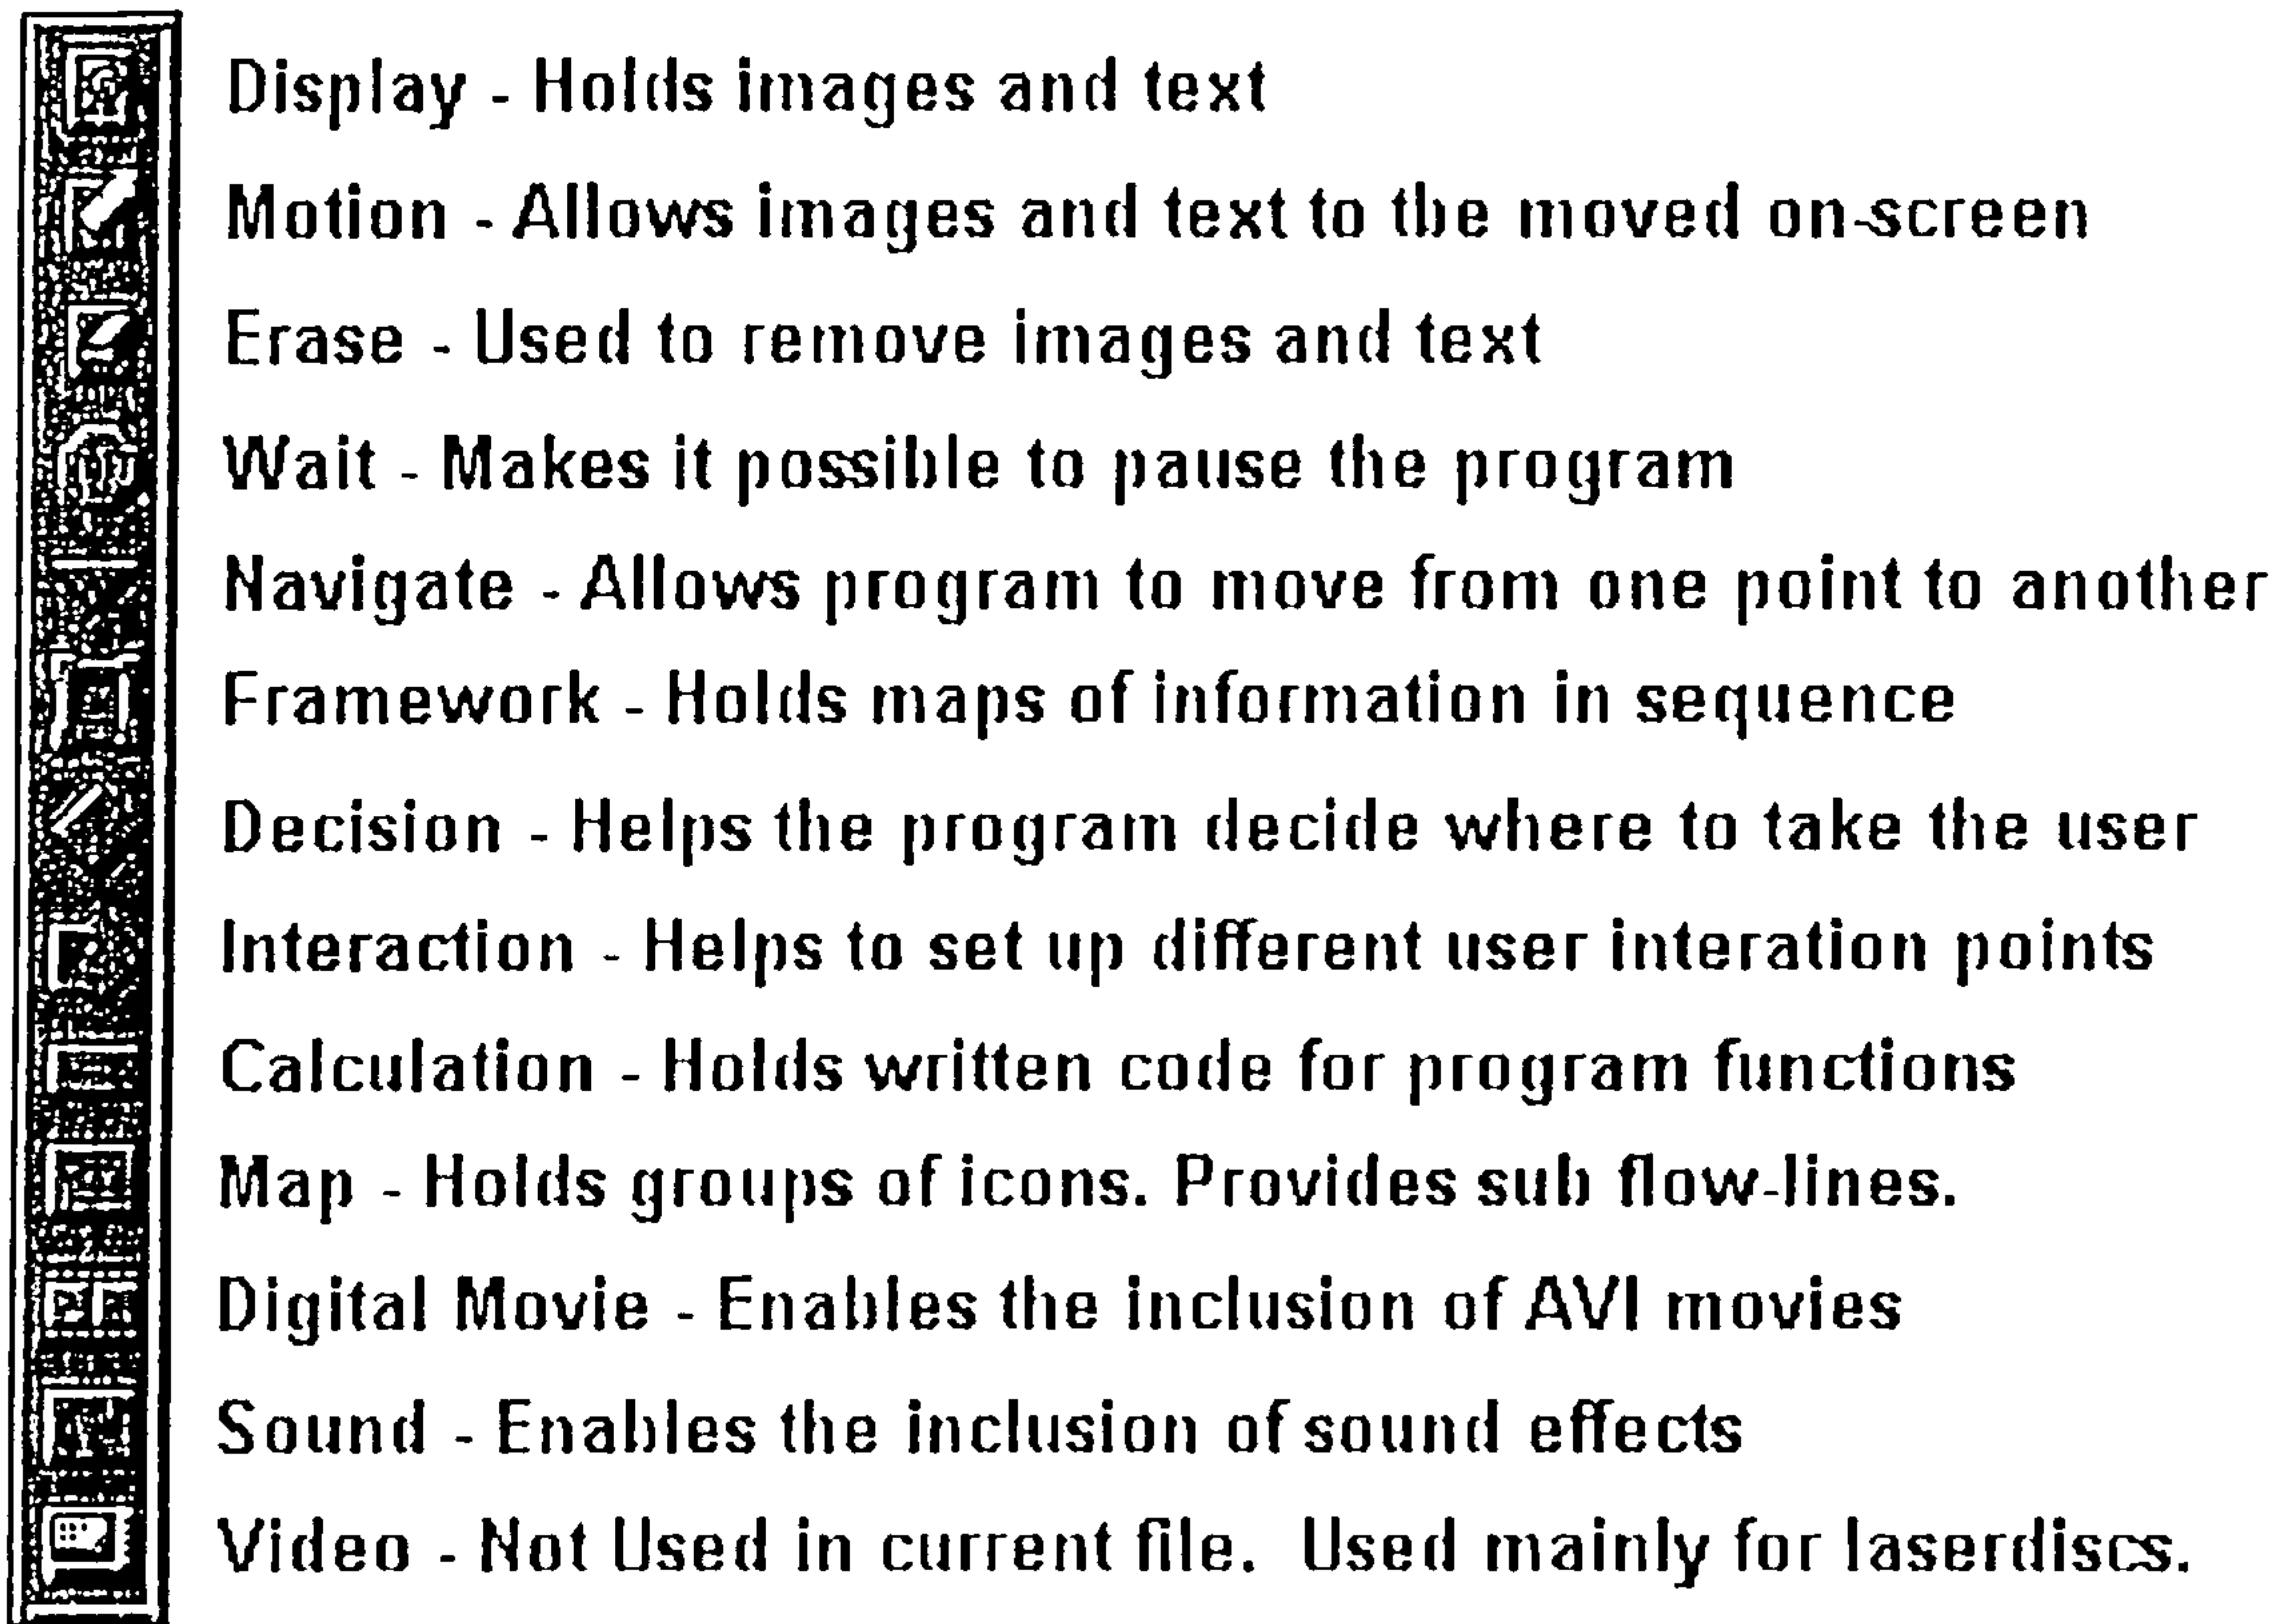 Display - Holds images and text
Motion - Allows images and text to the moved on-screen
Erase - Used to remove images and text
Wait - Makes it possible to pause the program
Navigate - Allows program to move from one point to another
Framework - Holds maps of information in sequence
Decision - Helps the program decide where to take the user
Interaction - Helps to set up different user interation points
Calculation - Holds written code for program functions
Map - Holds groups of icons. Provides sub flow-lines.
Digital Movie - Enables the inclusion of AVI movies
Sound - Enables the inclusion of sound effects
Video - Not Used in current file. Used mainly for laserdiscs.